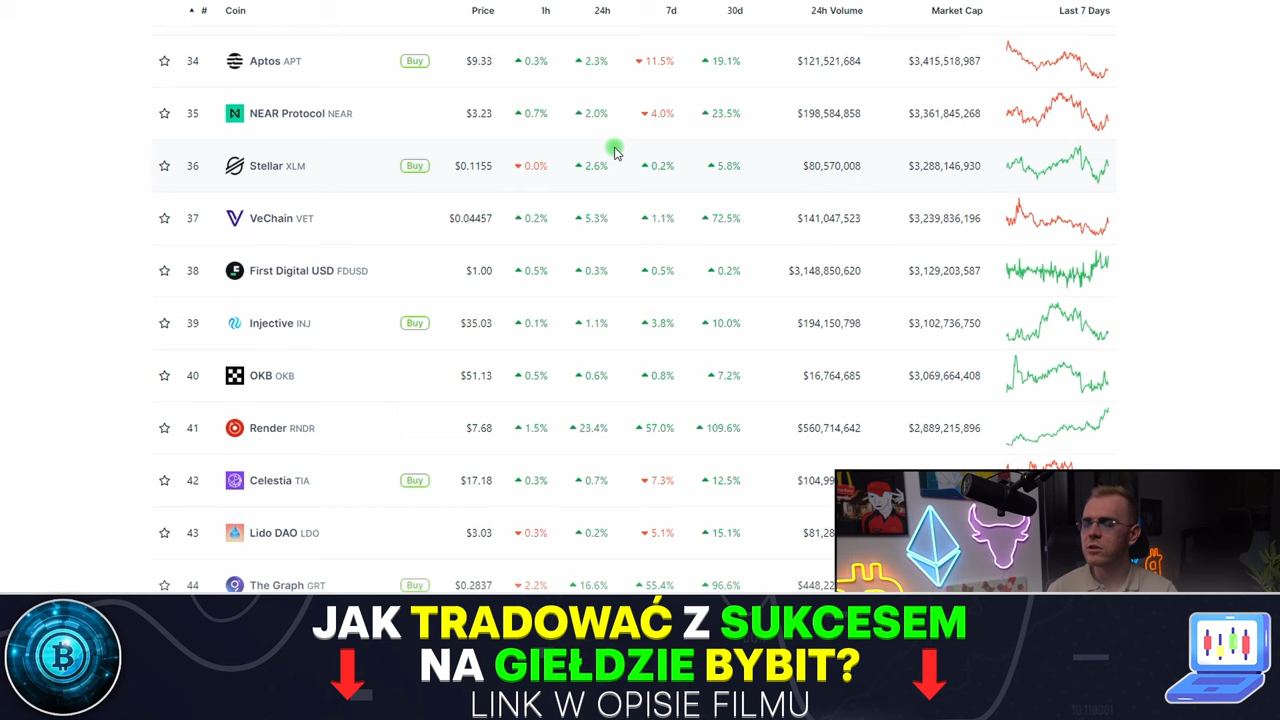 # Coin Price 1h 24h 7d 30d 24h Volume Market Cap Last 7 Days
34 Aptos APT Buy $9.33 0.3% 2.3% 11.5% 19.1% $121,521,684 $3,415,518,987
35 NEAR Protocol NEAR $3.23 0.7% 2.0% 4.0% 23.5% $198,584,858 $3,361,845,268
36 Stellar XLM Buy $0.1155 0.0% 2.6% 0.2% 5.8% $80,570,008 $3,288,146,930
37 VeChain VET $0.04457 0.2% 5.3% 1.1% 72.5% $141,047,523 $3,239,836,196
38 First Digital USD FDUSD $1.00 0.5% 0.3% 0.5% 0.2% $3,148,850,620 $3,129,203,587
39 Injective INJ Buy $35.03 0.1% 1.1% 3.8% 10.0% $194,150,798 $3,102,736,750
40 OKB OKB $51.13 0.5% 0.6% 0.8% 7.2% $16,764,685 $3,069,664,408
41 Render RNDR $7.68 1.5% 23.4% 57.0% 109.6% $560,714,642 $2,889,215,896
42 Celestia TIA Buy $17.18 0.3% 0.7% 7.3% 12.5% $104,99
43 Lido DAO LDO $3.03 0.3% 0.2% 5.1% 15.1% $81,28
44 The Graph GRT Buy $0.2837 2.2% 16.6% 55.4% 96.6% $448,22
JAK TRADOWAĆ Z SUKCESEM
NA GIEŁDZIE BYBIT?
LINK W OPISIE FILMU